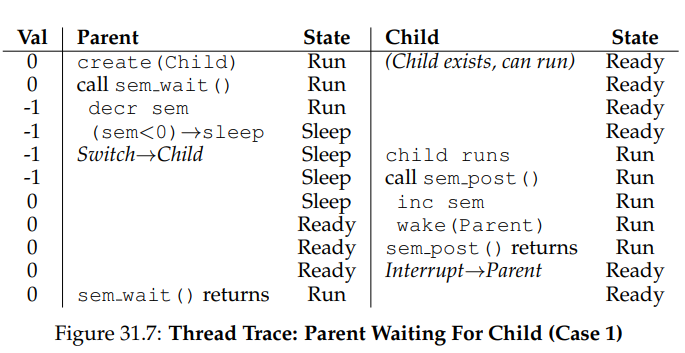 Val Parent State Child State
0 create(Child) Run (Child exists, can run) Ready
0 call sem_wait() Run Ready
-1 decr sem Run Ready
-1 (sem<0)→sleep Sleep Ready
-1 Switch→Child Sleep child runs Run
-1 Sleep call sem_post() Run
0 Sleep inc sem Run
0 Ready wake(Parent) Run
0 Ready sem_post() returns Run
0 Ready Interrupt→Parent Ready
0 sem_wait() returns Run Ready
Figure 31.7: Thread Trace: Parent Waiting For Child (Case 1)